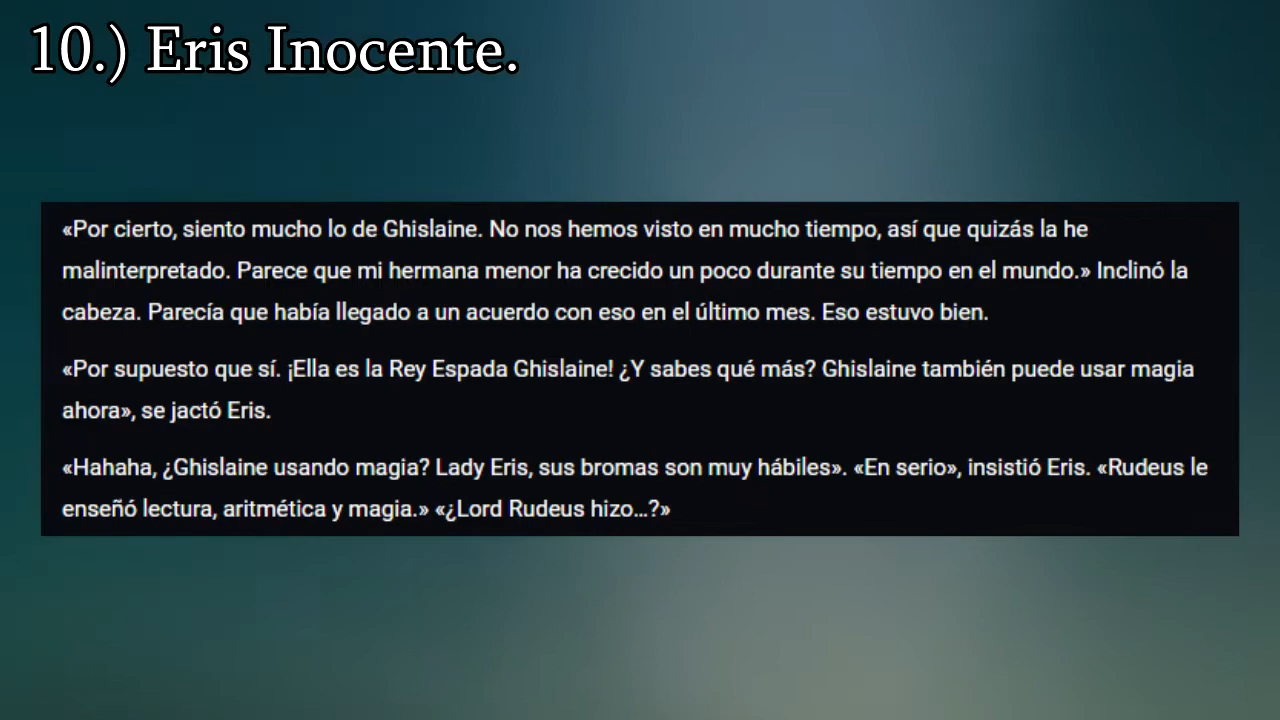 10.) Eris Inocente.
«Por cierto, siento mucho lo de Ghislaine. No nos hemos visto en mucho tiempo, así que quizás la he
malinterpretado. Parece que mi hermana menor ha crecido un poco durante su tiempo en el mundo.» Inclinó la
cabeza. Parecía que había llegado a un acuerdo con eso en el último mes. Eso estuvo bien.
«Por supuesto que sí. ¡Ella es la Rey Espada Ghislaine! ¿Y sabes qué más? Ghislaine también puede usar magia
ahora», se jactó Eris.
«Hahaha, ¿Ghislaine usando magia? Lady Eris, sus bromas son muy hábiles». «En serio», insistió Eris. «Rudeus le
enseñó lectura, aritmética y magia.» «¿Lord Rudeus hizo...?»